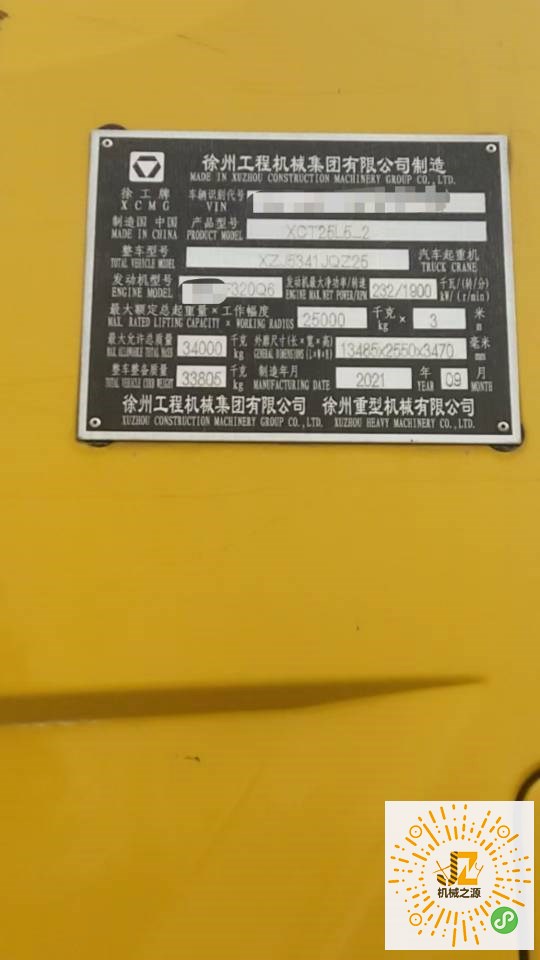 徐州工程机械集团有限公司制造
MADE IN XUZHOU CONSTRUCTION MACHINERY GROUP CO.,LTD.
徐工牌 车辆识别代号
XCMG VIN
制造国 中国 产品型号 XCT25L5_2
MADE IN CHINA PRODUCT MODEL
整车型号 XZJ5341JQZ25 汽车起重机
TOTAL VEHICLE MODEL TRUCK CRANE
发动机型号 F320Q6 发动机最大净功率/转速 232/1900 千瓦/(转/分)
ENGINE MODEL ENGINE MAX.NET POWER/RPM kW/(r/min)
最大额定总起重量×工作幅度 25000 千克 × 3 米
MAX. RATED LIFTING CAPACITY × WORKING RADIUS kg m
最大允许总质量 34000 千克 外廓尺寸(长×宽×高) 13485x2550x3470 毫米
MAX. ALLOWABLE TOTAL MASS kg GENERAL DIMENSIONS (L×W×H) mm
整车整备质量 33805 千克 制造年月 2021 年 09 月
TOTAL VEHICLE CURB WEIGHT kg MANUFACTURING DATE YEAR MONTH
徐州工程机械集团有限公司 徐州重型机械有限公司
XUZHOU CONSTRUCTION MACHINERY GROUP CO.,LTD. XUZHOU HEAVY MACHINERY CO.,LTD.
JZY
机械之源